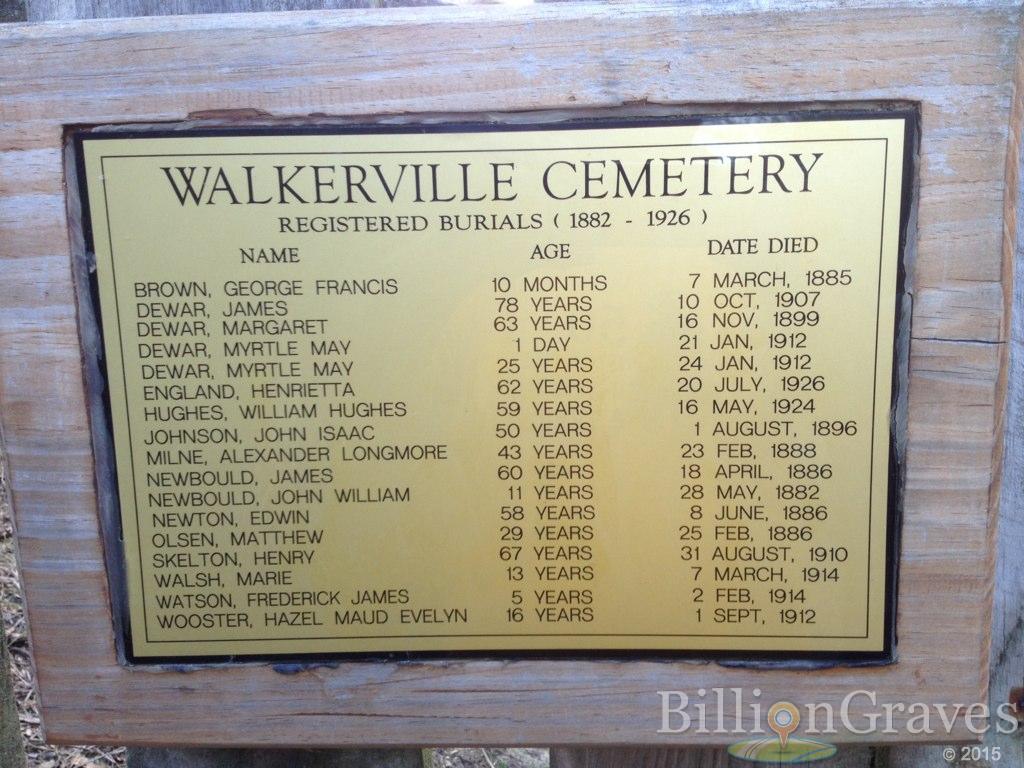 WALKERVILLE CEMETERY
REGISTERED BURIALS ( 1882 - 1926 )
NAME AGE DATE DIED
BROWN, GEORGE FRANCIS 10 MONTHS 7 MARCH, 1885
DEWAR, JAMES 78 YEARS 10 OCT, 1907
DEWAR, MARGARET 63 YEARS 16 NOV, 1899
DEWAR, MYRTLE MAY 1 DAY 21 JAN, 1912
DEWAR, MYRTLE MAY 25 YEARS 24 JAN, 1912
ENGLAND, HENRIETTA 62 YEARS 20 JULY, 1926
HUGHES, WILLIAM HUGHES 59 YEARS 16 MAY, 1924
JOHNSON, JOHN ISAAC 50 YEARS 1 AUGUST, 1896
MILNE, ALEXANDER LONGMORE 43 YEARS 23 FEB, 1888
NEWBOULD, JAMES 60 YEARS 18 APRIL, 1886
NEWBOULD, JOHN WILLIAM 11 YEARS 28 MAY, 1882
NEWTON, EDWIN 58 YEARS 8 JUNE, 1886
OLSEN, MATTHEW 29 YEARS 25 FEB, 1886
SKELTON, HENRY 67 YEARS 31 AUGUST, 1910
WALSH, MARIE 13 YEARS 7 MARCH, 1914
WATSON, FREDERICK JAMES 5 YEARS 2 FEB, 1914
WOOSTER, HAZEL MAUD EVELYN 16 YEARS 1 SEPT, 1912
BillionGraves
© 2015